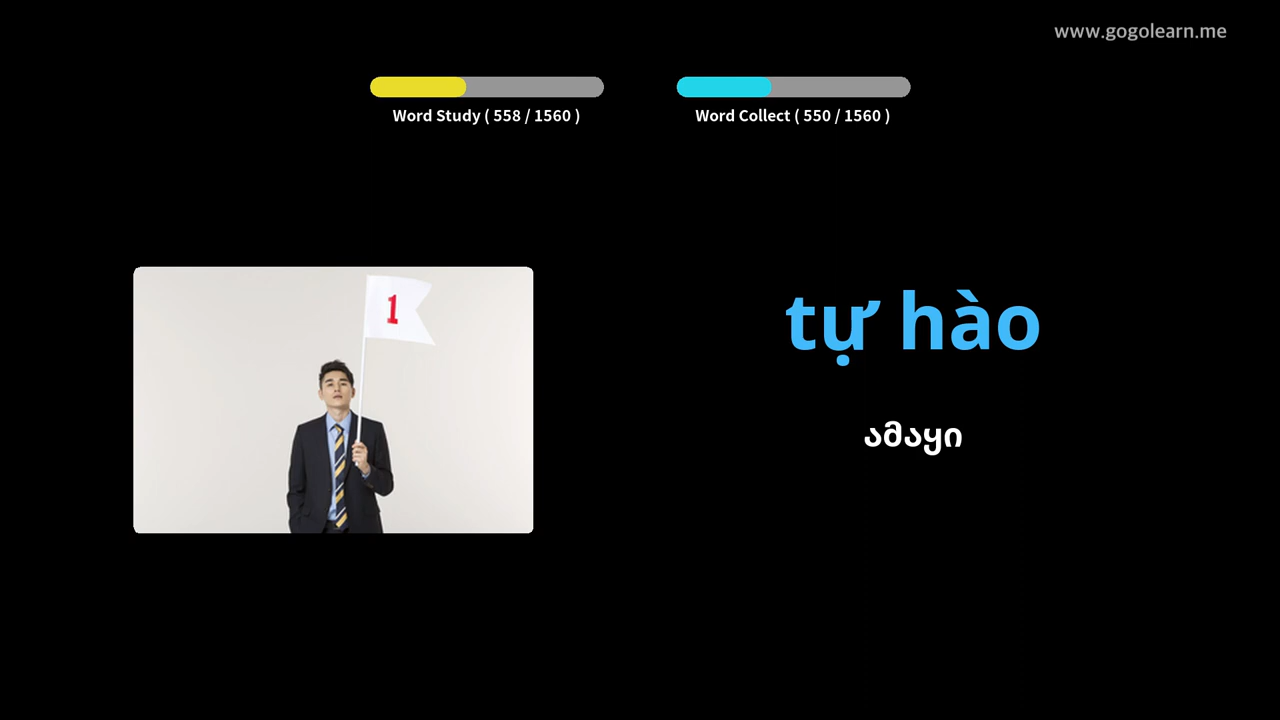 www.gogolearn.me
Word Study ( 558 / 1560 )
Word Collect ( 550 / 1560 )
1
tự hào
ამაყი